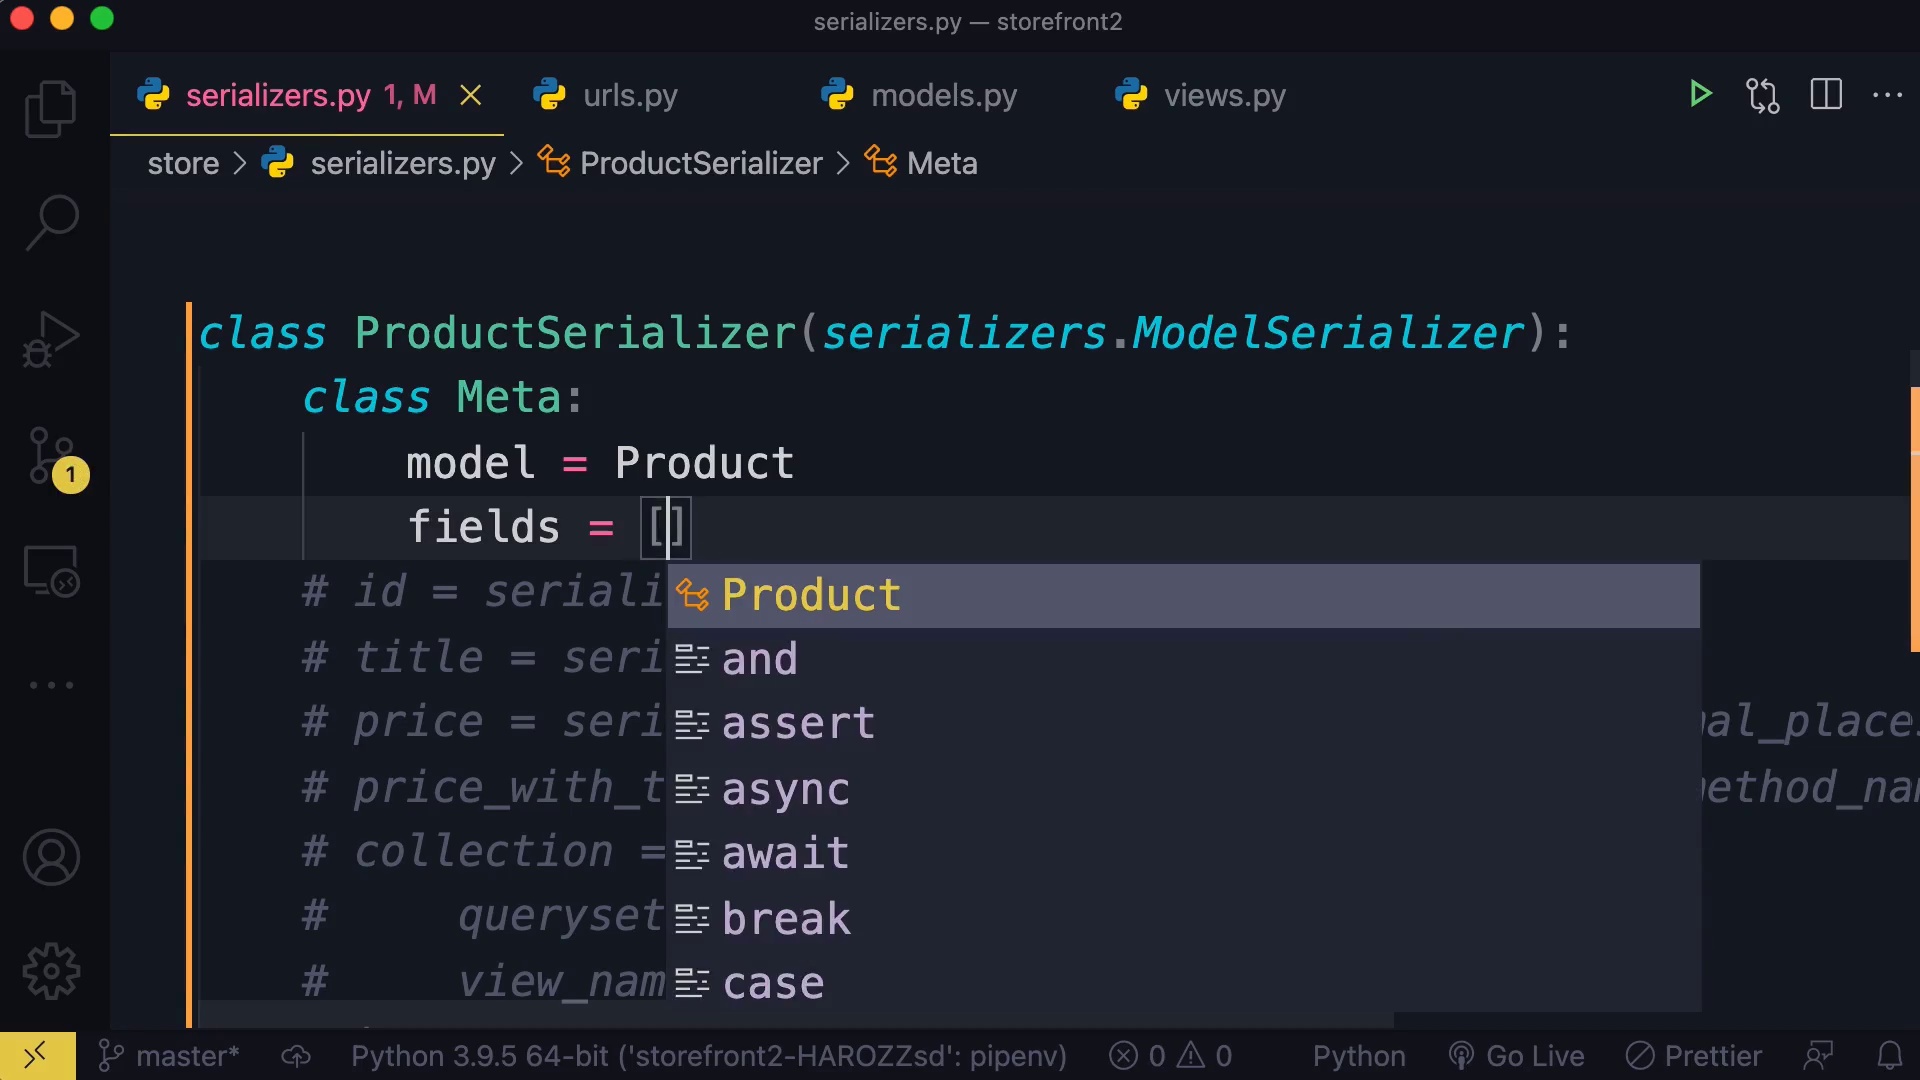 serializers.py — storefront2
serializers.py 1, M
urls.py
models.py
views.py
store > serializers.py > ProductSerializer > Meta
class ProductSerializer(serializers.ModelSerializer):
class Meta:
model = Product
fields = []
# id = seriali
Product
# title = seri
and
# price = seri
assert
al_places
# price_with_t
async
method_nam
# collection =
await
# queryset
break
# view_nam
case
1
master*
Python 3.9.5 64-bit ('storefront2-HAROZZsd': pipenv)
0
0
Python
Go Live
Prettier